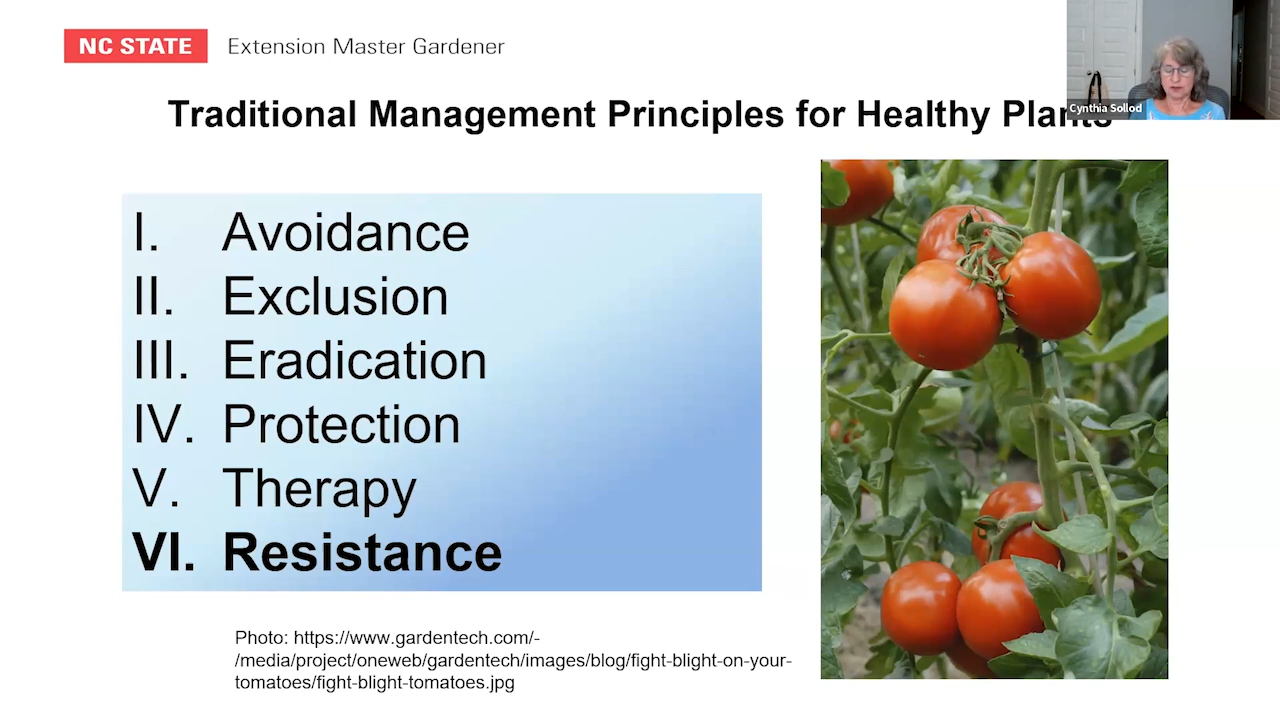 NC STATE Extension Master Gardener
Cynthia Sollod
Traditional Management Principles for Healthy Plants
I. Avoidance
II. Exclusion
III. Eradication
IV. Protection
V. Therapy
VI. Resistance
Photo: https://www.gardentech.com/-
/media/project/oneweb/gardentech/images/blog/fight-blight-on-your-
tomatoes/fight-blight-tomatoes.jpg